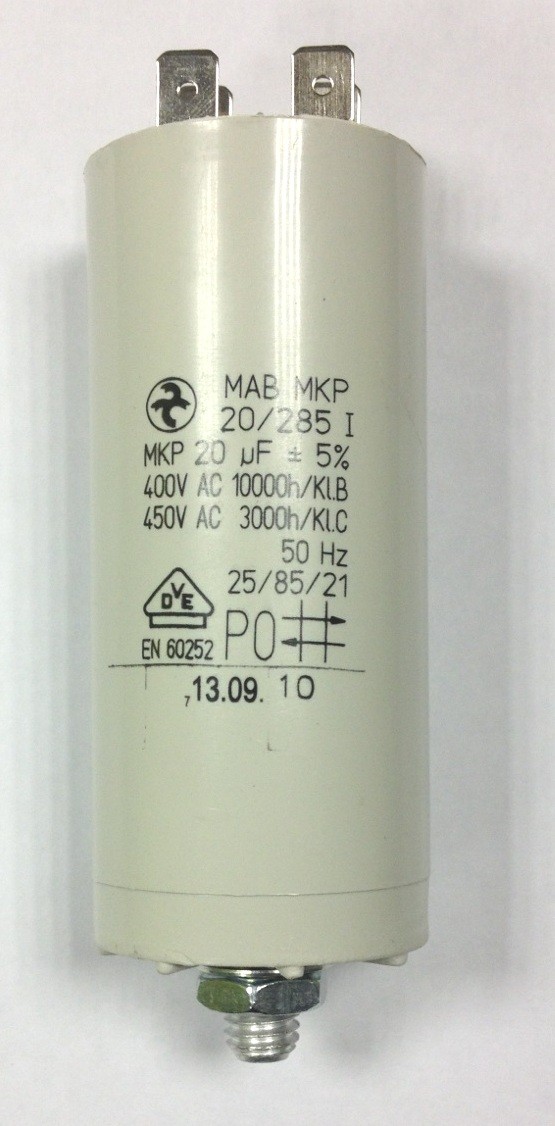 MAB MKP
20/285 I
MKP 20 µF ± 5%
400V AC 10000h/Kl.B
450V AC 3000h/Kl.C
50 Hz
25/85/21
DVE
EN 60252 P0
,13.09. 10